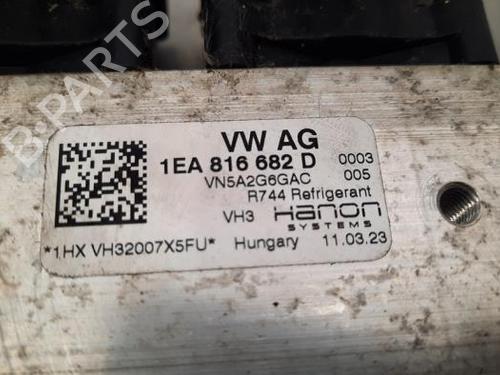 VW AG
1EA 816 682 D 0003
VN5A2G6GAC 005
R744 Refrigerant
VH3 Hanon
SYSTEMS
*1HX VH32007X5FU* Hungary 11.03.23
B-PARTS